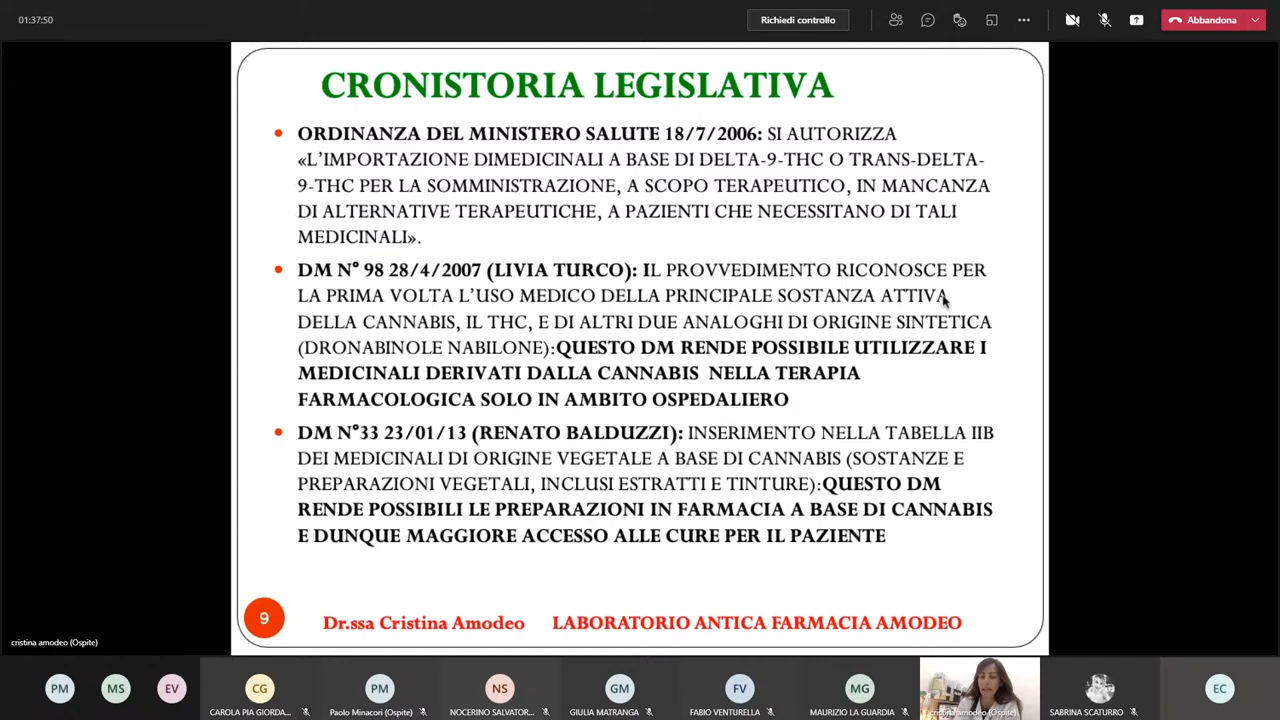 01:37:50
Richiedi controllo
Abbandona
CRONISTORIA LEGISLATIVA
• ORDINANZA DEL MINISTERO SALUTE 18/7/2006: SI AUTORIZZA
«L'IMPORTAZIONE DIMEDICINALI A BASE DI DELTA-9-THC O TRANS-DELTA-
9-THC PER LA SOMMINISTRAZIONE, A SCOPO TERAPEUTICO, IN MANCANZA
DI ALTERNATIVE TERAPEUTICHE, A PAZIENTI CHE NECESSITANO DI TALI
MEDICINALI».
• DM N° 98 28/4/2007 (LIVIA TURCO): IL PROVVEDIMENTO RICONOSCE PER
LA PRIMA VOLTA L'USO MEDICO DELLA PRINCIPALE SOSTANZA ATTIVA
DELLA CANNABIS, IL THC, E DI ALTRI DUE ANALOGHI DI ORIGINE SINTETICA
(DRONABINOLE NABILONE):QUESTO DM RENDE POSSIBILE UTILIZZARE I
MEDICINALI DERIVATI DALLA CANNABIS NELLA TERAPIA
FARMACOLOGICA SOLO IN AMBITO OSPEDALIERO
• DM N°33 23/01/13 (RENATO BALDUZZI): INSERIMENTO NELLA TABELLA IIB
DEI MEDICINALI DI ORIGINE VEGETALE A BASE DI CANNABIS (SOSTANZE E
PREPARAZIONI VEGETALI, INCLUSI ESTRATTI E TINTURE):QUESTO DM
RENDE POSSIBILI LE PREPARAZIONI IN FARMACIA A BASE DI CANNABIS
E DUNQUE MAGGIORE ACCESSO ALLE CURE PER IL PAZIENTE
9 Dr.ssa Cristina Amodeo LABORATORIO ANTICA FARMACIA AMODEO
cristina amodeo (Ospite)
PM MS EV CG PM NS GM FV MG EC
CAROLA PIA GIORDA... Paolo Minacori (Ospite) NOCERINO SALVATOR... GIULIA MATRANGA FABIO VENTURELLA MAURIZIO LA GUARDIA cristina amodeo (Ospite) SABRINA SCATURRO